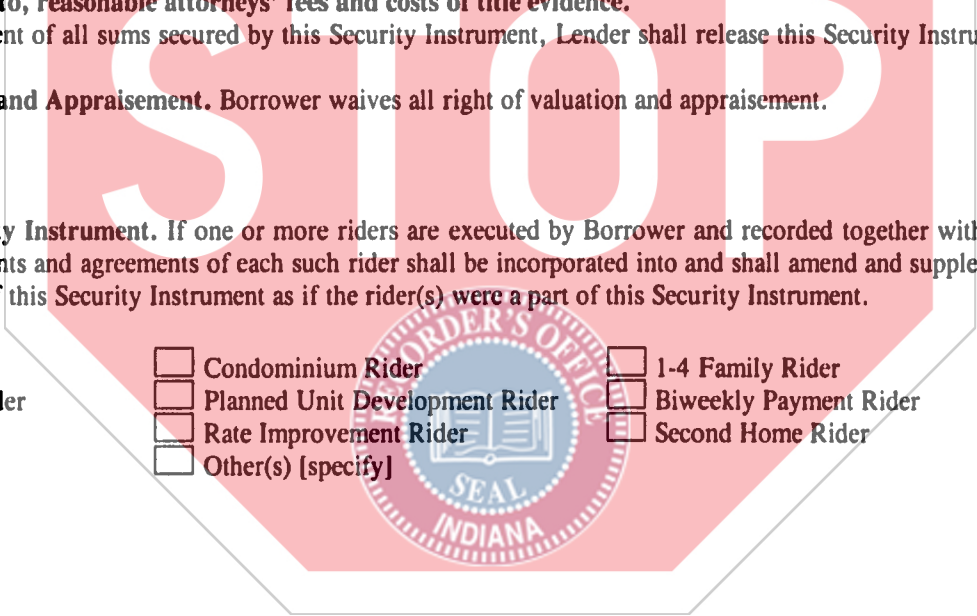 to, reasonable attorneys' fees and costs of title evidence.
nt of all sums secured by this Security Instrument, Lender shall release this Security Instru
and Appraisement. Borrower waives all right of valuation and appraisement.
STOP
y Instrument. If one or more riders are executed by Borrower and recorded together with
nts and agreements of each such rider shall be incorporated into and shall amend and supple
this Security Instrument as if the rider(s) were a part of this Security Instrument.
RECORDER'S OFFICE
Condominium Rider 1-4 Family Rider
ler Planned Unit Development Rider Biweekly Payment Rider
Rate Improvement Rider Second Home Rider
Other(s) [specify]
SEAL
INDIANA